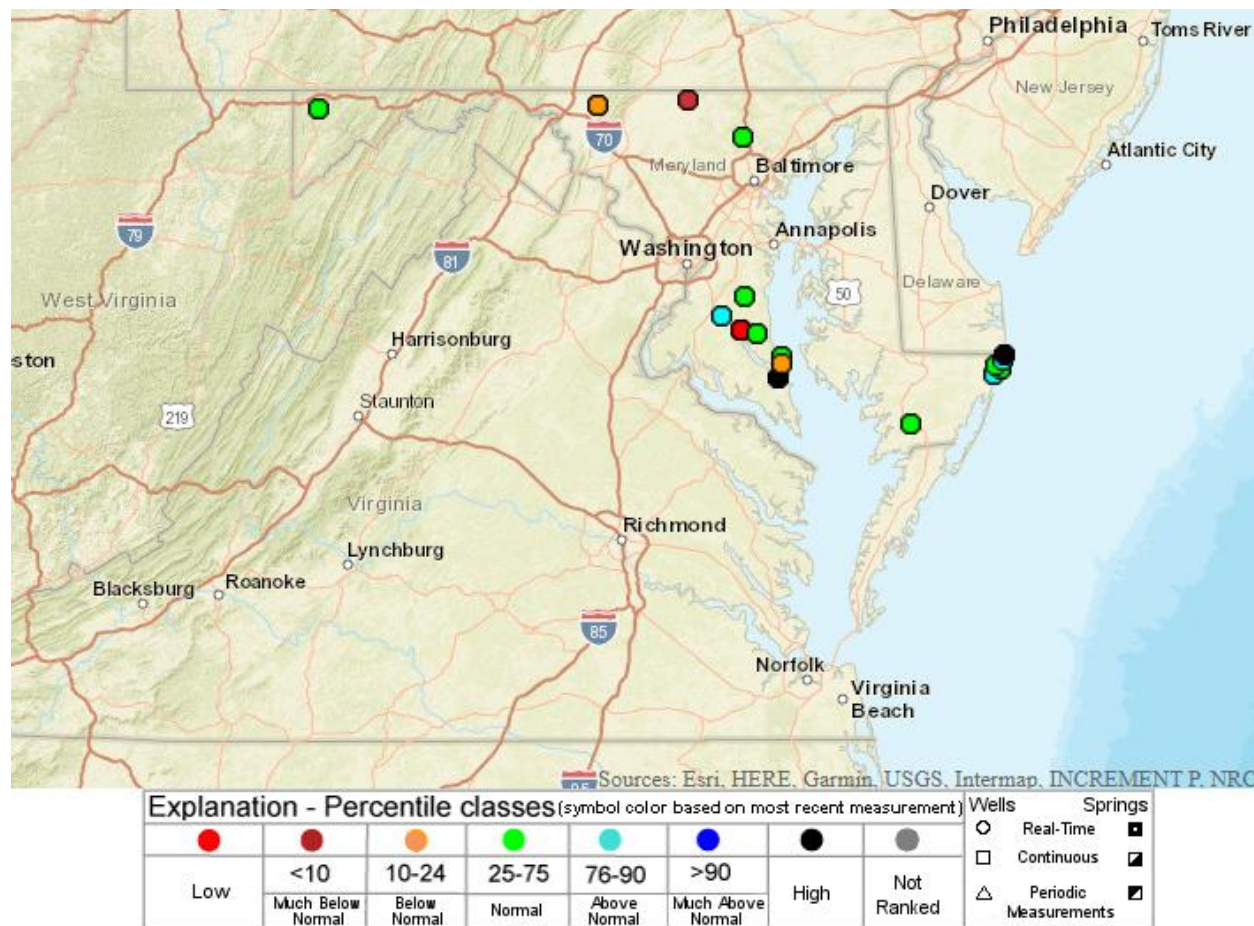 Philadelphia
Toms River
New Jersey
70
Maryland
Baltimore
Atlantic City
Dover
79
Annapolis
Washington
81
West Virginia
50
Delaware
Harrisonburg
ston
Staunton
219
Virginia
Richmond
Lynchburg
Blacksburg
Roanoke
85
Norfolk
Virginia
Beach
95
Sources: Esri, HERE, Garmin, USGS, Intermap, INCREMENT P, NRC
Explanation - Percentile classes (symbol color based on most recent measurement)
Wells Springs
Real-Time
Low
<10
10-24
25-75
76-90
>90
High
Not
Ranked
Continuous
Much Below
Normal
Below
Normal
Normal
Above
Normal
Much Above
Normal
Periodic
Measurements